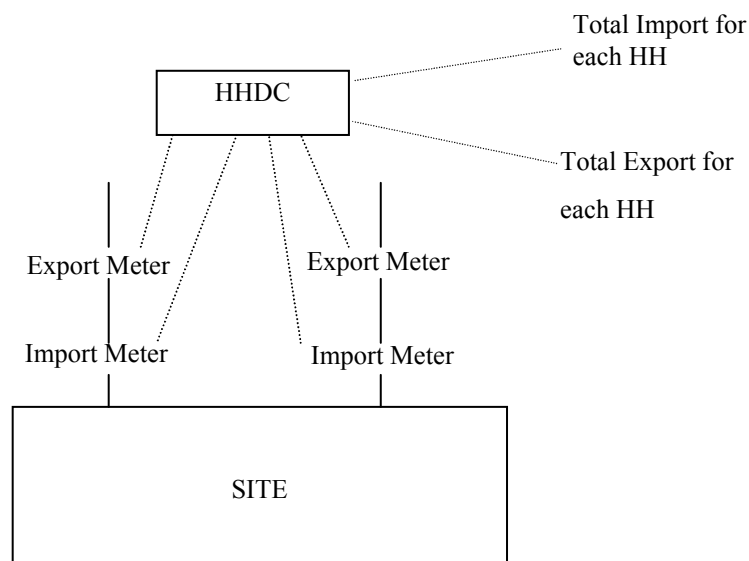 Total Import for
each HH
HHDC
Total Export for
each HH
Export Meter
Export Meter
Import Meter
Import Meter
SITE